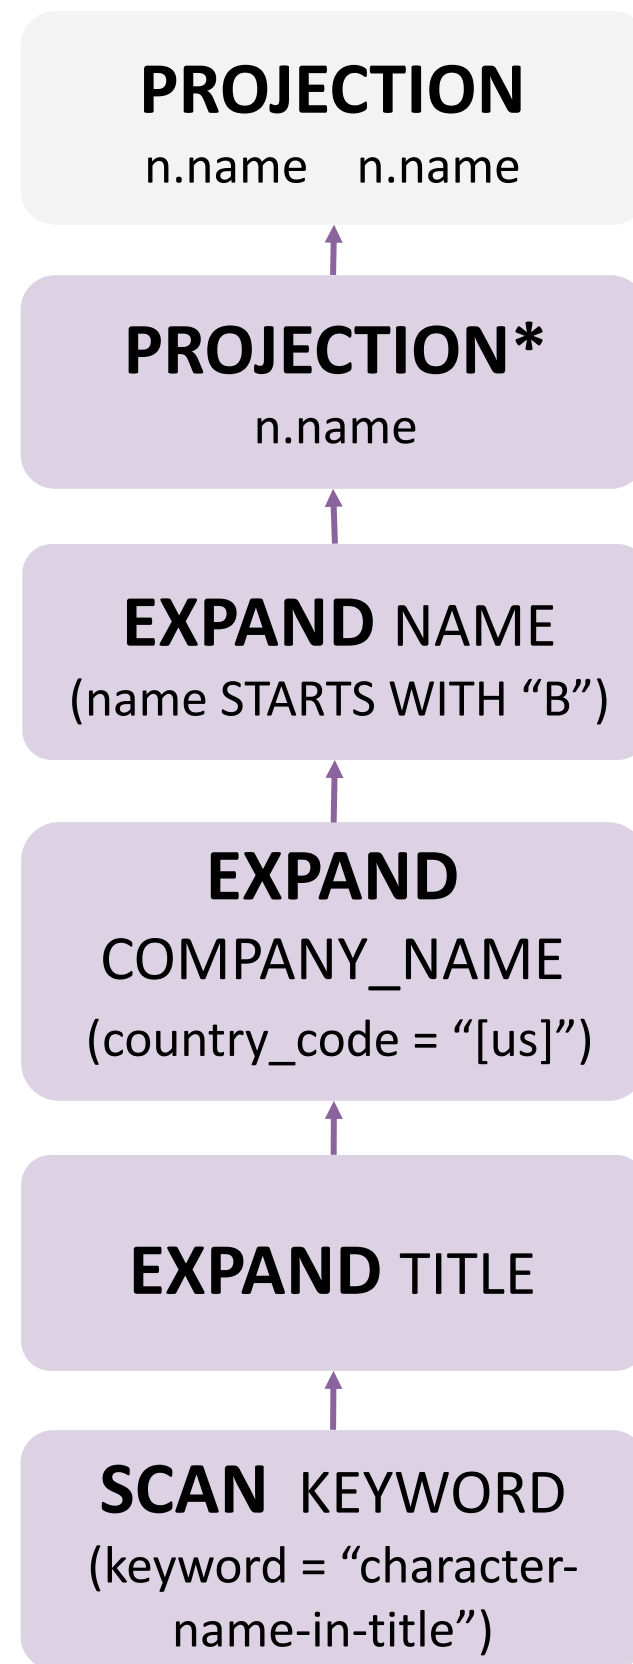 PROJECTION
n.name n.name
PROJECTION*
n.name
EXPAND NAME
(name STARTS WITH “B”)
EXPAND
COMPANY_NAME
(country_code = “[us]”)
EXPAND TITLE
SCAN KEYWORD
(keyword = “character-
name-in-title”)